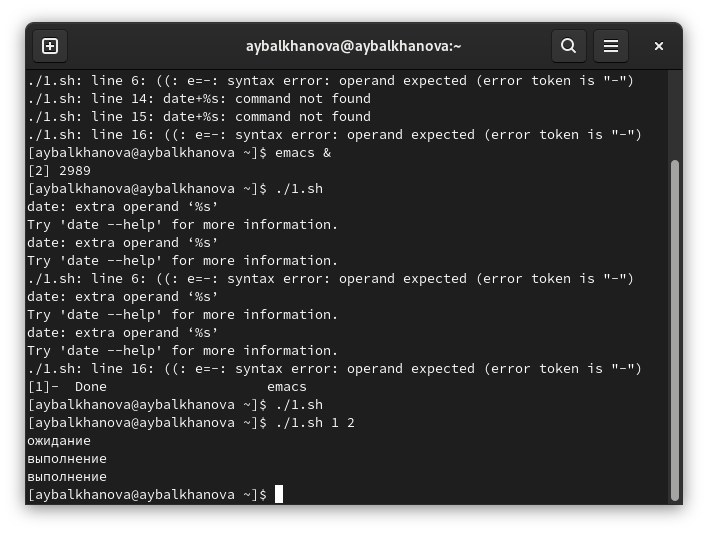 aybalkhanova@aybalkhanova:~
./1.sh: line 6: ((: e=-: syntax error: operand expected (error token is "-")
./1.sh: line 14: date+%s: command not found
./1.sh: line 15: date+%s: command not found
./1.sh: line 16: ((: e=-: syntax error: operand expected (error token is "-")
[aybalkhanova@aybalkhanova ~]$ emacs &
[2] 2989
[aybalkhanova@aybalkhanova ~]$ ./1.sh
date: extra operand ‘%s’
Try 'date --help' for more information.
date: extra operand ‘%s’
Try 'date --help' for more information.
./1.sh: line 6: ((: e=-: syntax error: operand expected (error token is "-")
date: extra operand ‘%s’
Try 'date --help' for more information.
date: extra operand ‘%s’
Try 'date --help' for more information.
./1.sh: line 16: ((: e=-: syntax error: operand expected (error token is "-")
[1]-  Done                    emacs
[aybalkhanova@aybalkhanova ~]$ ./1.sh
[aybalkhanova@aybalkhanova ~]$ ./1.sh 1 2
ожидание
выполнение
выполнение
[aybalkhanova@aybalkhanova ~]$